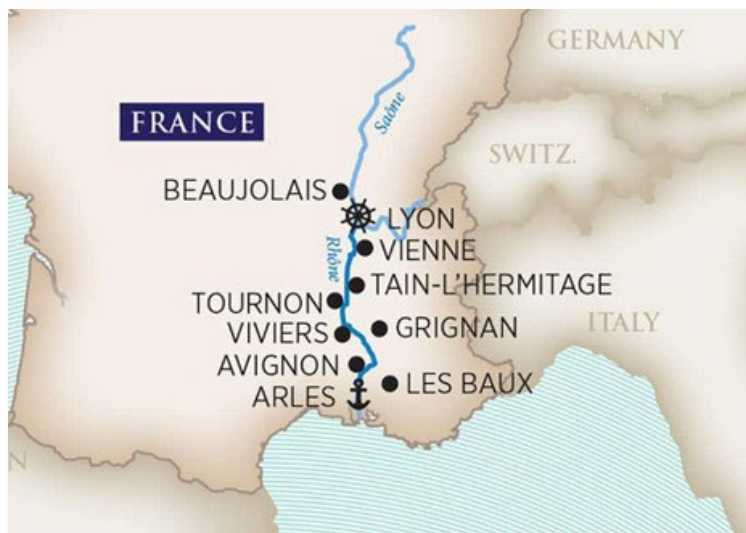 GERMANY
FRANCE
Saône
SWITZ.
BEAUJOLAIS
LYON
Rhône
VIENNE
TAIN-L'HERMITAGE
TOURNON
ITALY
VIVIERS
GRIGNAN
AVIGNON
LES BAUX
ARLES
N